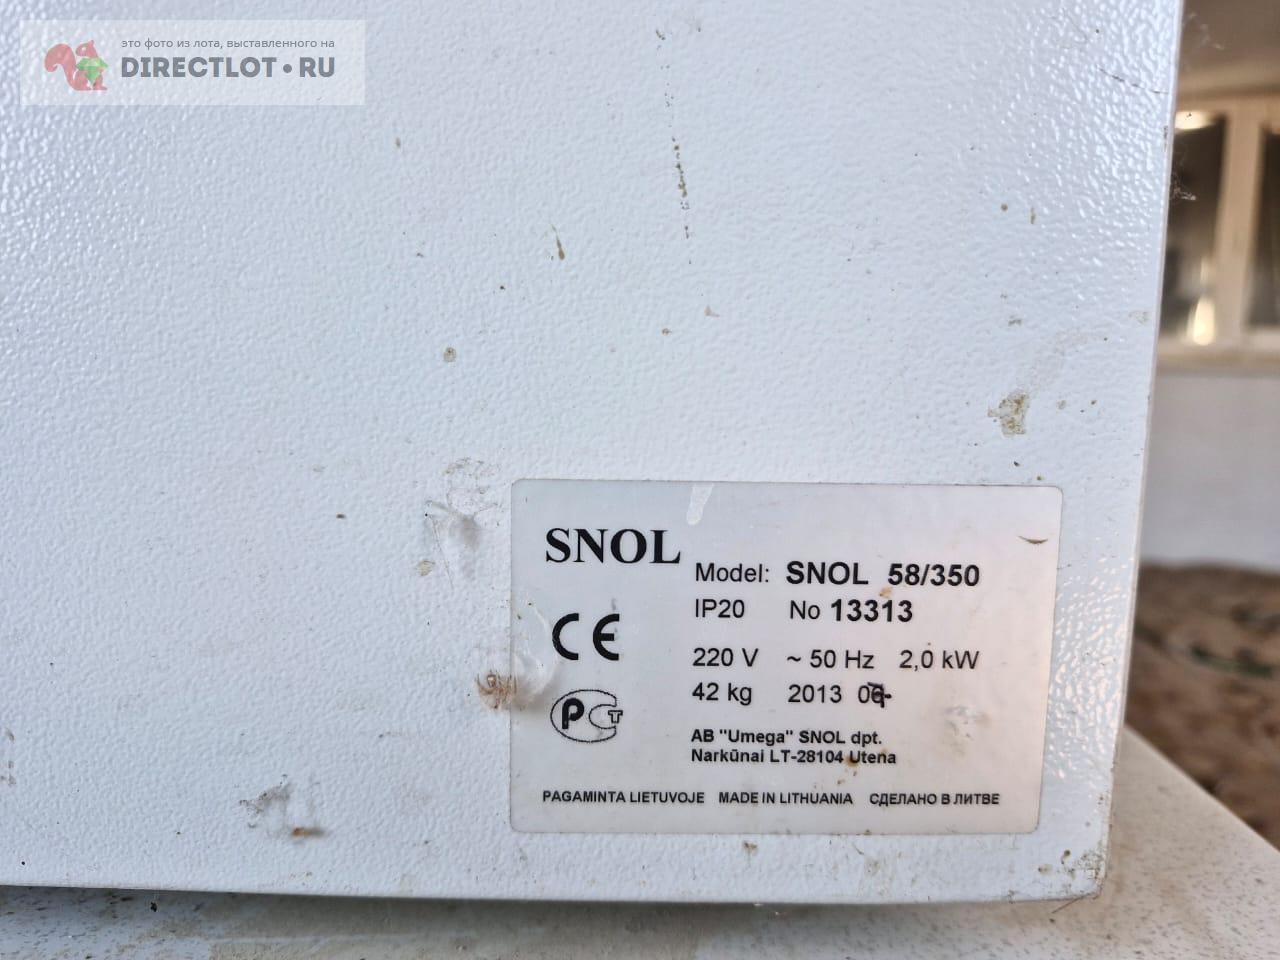 это фото из лота, выставленного на
DIRECTLOT • RU
SNOL
Model: SNOL 58/350
IP20 No 13313
CE
220 V ~ 50 Hz 2,0 kW
42 kg 2013
РСТ
AB "Umega" SNOL dpt.
Narkūnai LT-28104 Utena
PAGAMINTA LIETUVOJE MADE IN LITHUANIA СДЕЛАНО В ЛИТВЕ